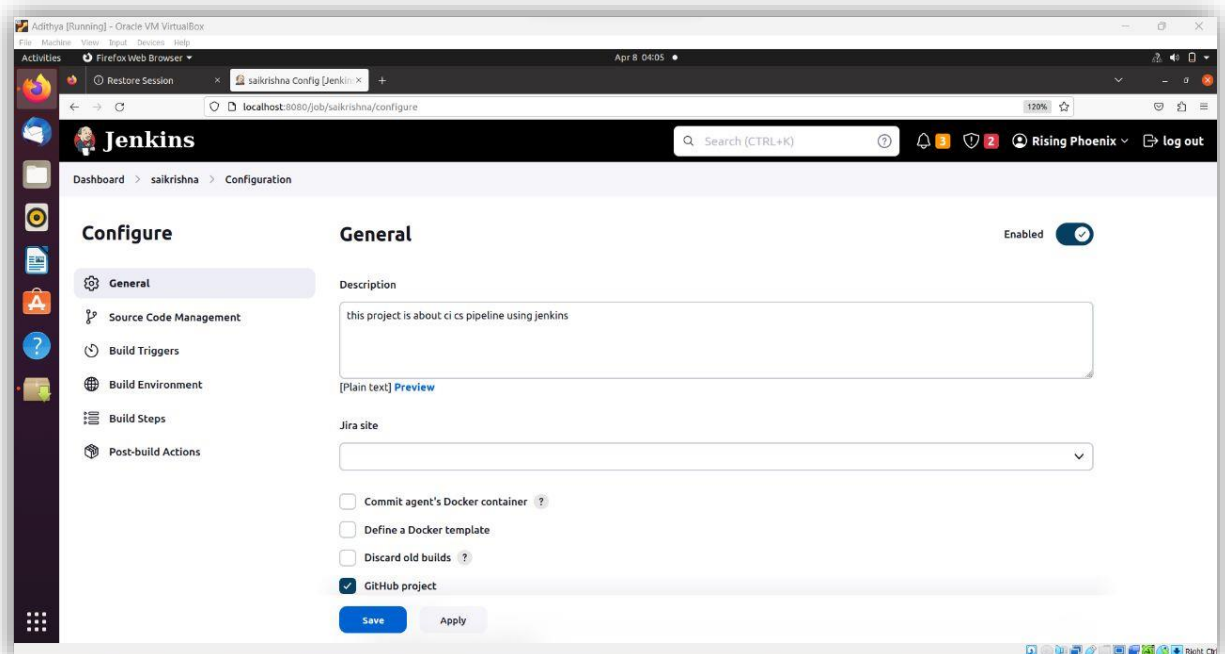 Adithya [Running] - Oracle VM VirtualBox
File Machine View Input Devices Help
Activities Firefox Web Browser Apr 8 04:05
Restore Session saikrishna Config [Jenkin
localhost:8080/job/saikrishna/configure 120%
Jenkins Search (CTRL+K) ? 3 2 Rising Phoenix log out
Dashboard > saikrishna > Configuration
Configure
General
Source Code Management
Build Triggers
Build Environment
Build Steps
Post-build Actions
General Enabled
Description
this project is about ci cs pipeline using jenkins
[Plain text] Preview
Jira site
Commit agent's Docker container ?
Define a Docker template
Discard old builds ?
GitHub project
Save Apply
Right Ctrl